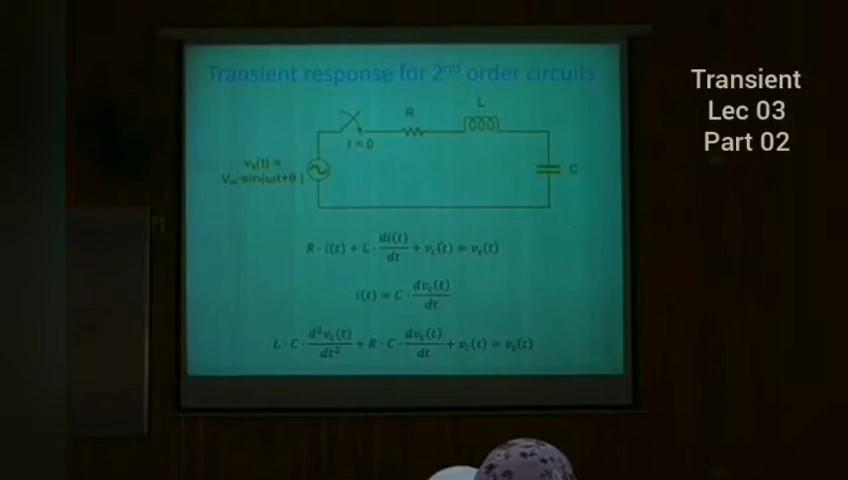 Transient response for 2nd order circuits
Transient
Lec 03
Part 02
R
L
t = 0
vs(t) =
Vm·sin(ωt+θ)
C
R · i(t) + L · di(t)/dt + vc(t) = vs(t)
i(t) = C · dvc(t)/dt
L · C · d²vc(t)/dt² + R · C · dvc(t)/dt + vc(t) = vs(t)